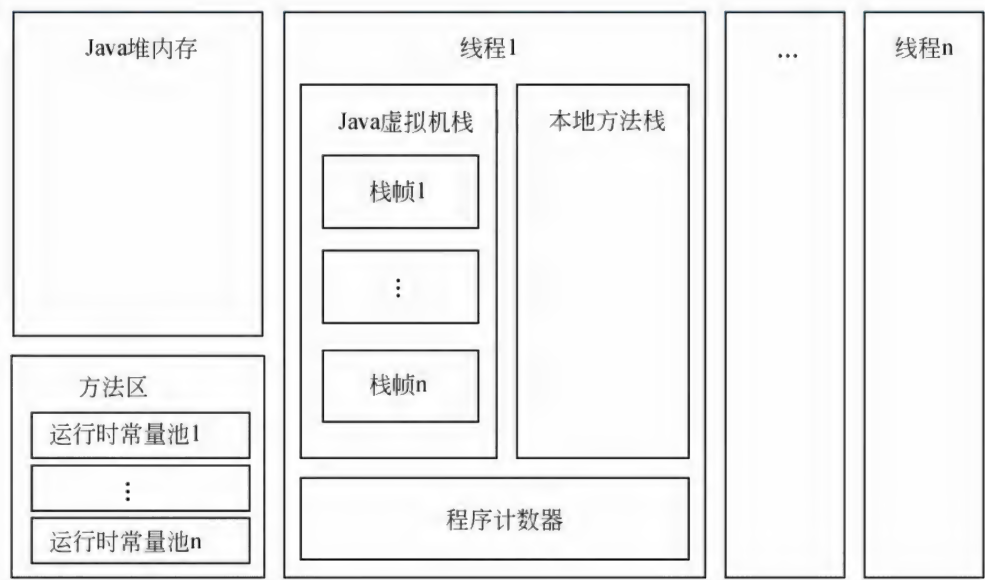 Java堆内存
方法区
运行时常量池1
⋮
运行时常量池n
线程1
Java虚拟机栈
栈帧1
⋮
栈帧n
本地方法栈
程序计数器
...
线程n